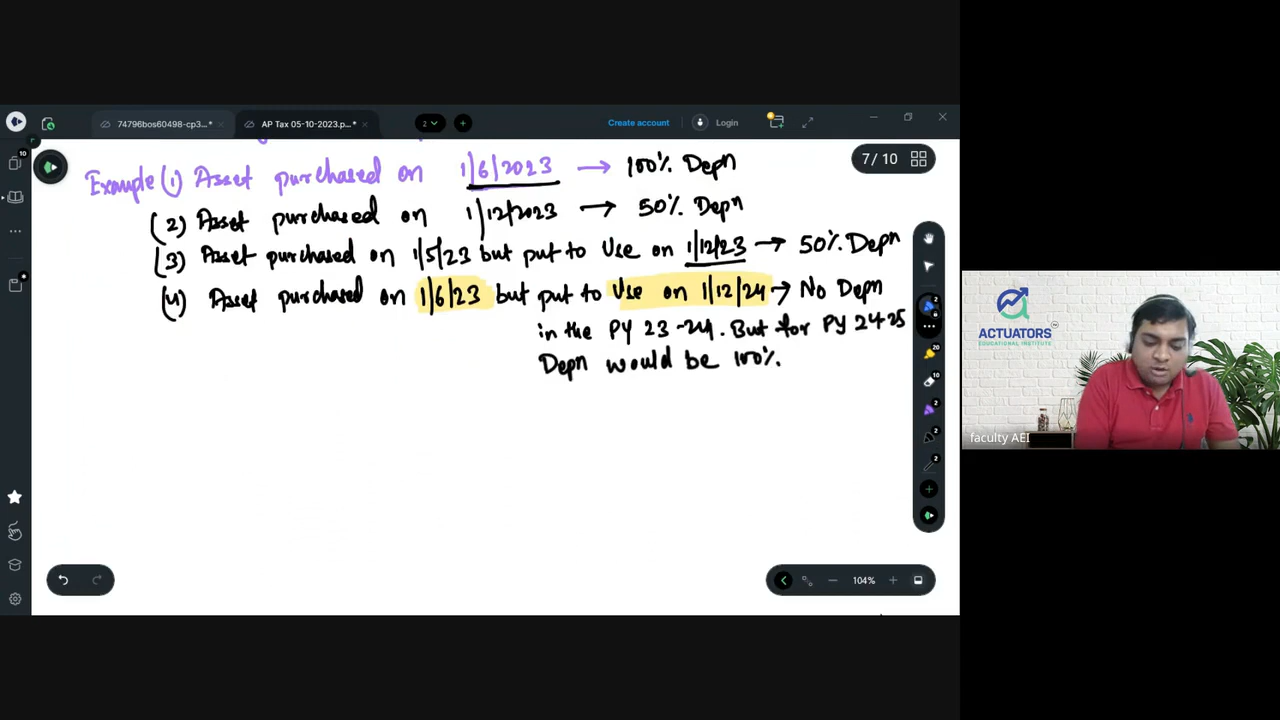 74796bos60498-cp3...*
AP Tax 05-10-2023.p...*
2
Create account
Login
7 / 10
Example (1) Asset purchased on 1/6/2023 → 100% Depn
(2) Asset purchased on 1/12/2023 → 50% Depn
(3) Asset purchased on 1/5/23 but put to Use on 1/12/23 → 50% Depn
(4) Asset purchased on 1/6/23 but put to Use on 1/12/24 → No Depn
in the PY 23-24. But for PY 24 25
Depn would be 100%.
104%
ACTUATORS
EDUCATIONAL INSTITUTE
faculty AEI